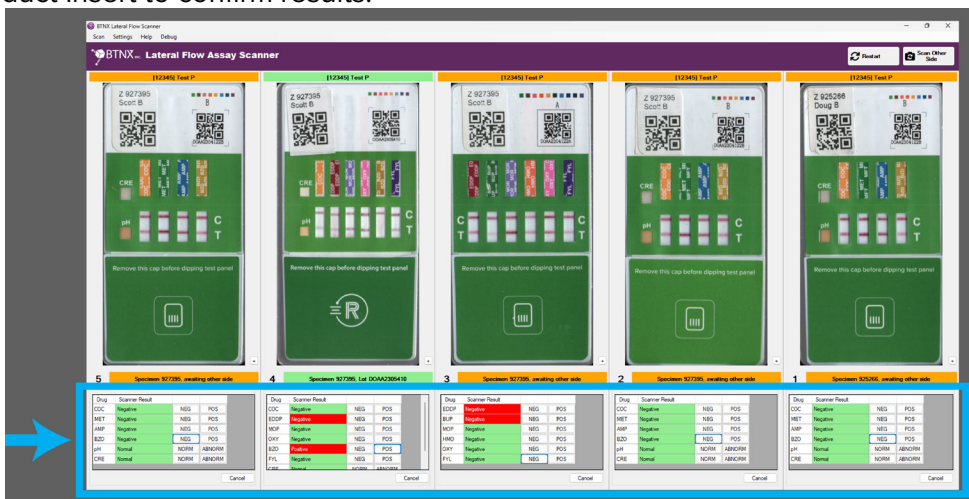 duct insert to confirm results.
BTNX Lateral Flow Scanner
Scan Settings Help Debug
BTNX INC. Lateral Flow Assay Scanner
Restart
Scan Other Side
[12345] Test P
[12345] Test P
[12345] Test P
[12345] Test P
[12345] Test P
Z 927395
Scott B
B
CRE
pH
C
T
Remove this cap before dipping test panel
Z 927395
Scott B
CRE
pH
C
T
Remove this cap before dipping test panel
R
Z 927395
Scott B
A
C
T
Remove this cap before dipping test panel
Z 927395
Scott B
B
CRE
pH
C
T
Remove this cap before dipping test panel
Z 925266
Doug B
B
CRE
pH
C
T
Remove this cap before dipping test panel
5 Specimen 927395, awaiting other side
4 Specimen 927395, Lot DOAA2305410
3 Specimen 927395, awaiting other side
2 Specimen 927395, awaiting other side
1 Specimen 925266, awaiting other side
Drug Scanner Result
COC Negative NEG POS
MET Negative NEG POS
AMP Negative NEG POS
BZO Negative NEG POS
pH Normal NORM ABNORM
CRE Normal NORM ABNORM
Cancel
Drug Scanner Result
COC Negative NEG POS
EDDP Negative NEG POS
MOP Negative NEG POS
OXY Negative NEG POS
BZO Positive NEG POS
FYL Negative NEG POS
CRE Normal NORM ABNORM
Cancel
Drug Scanner Result
EDDP Negative NEG POS
BUP Negative NEG POS
MOP Negative NEG POS
HMO Negative NEG POS
OXY Negative NEG POS
FYL Negative NEG POS
Cancel
Drug Scanner Result
COC Negative NEG POS
MET Negative NEG POS
AMP Negative NEG POS
BZO Negative NEG POS
pH Normal NORM ABNORM
CRE Normal NORM ABNORM
Cancel
Drug Scanner Result
COC Negative NEG POS
MET Negative NEG POS
AMP Negative NEG POS
BZO Negative NEG POS
pH Normal NORM ABNORM
CRE Normal NORM ABNORM
Cancel